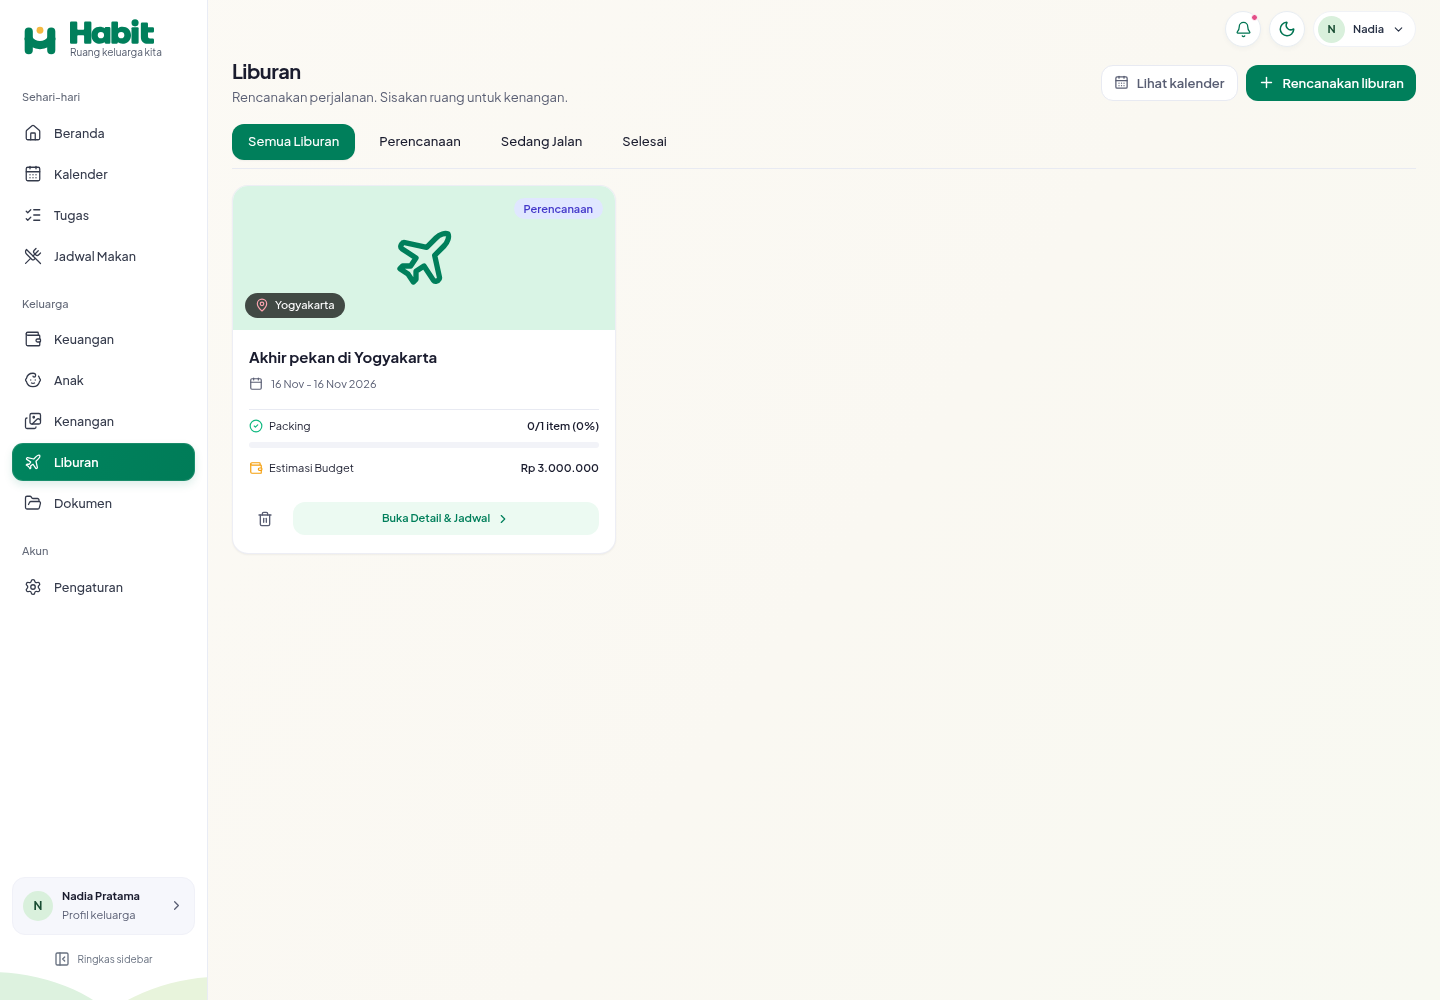 Habit
Ruang keluarga kita
Sehari-hari
Beranda
Kalender
Tugas
Jadwal Makan
Keluarga
Keuangan
Anak
Kenangan
Liburan
Dokumen
Akun
Pengaturan
N Nadia Pratama
Profil keluarga
Ringkas sidebar
N Nadia
Liburan
Rencanakan perjalanan. Sisakan ruang untuk kenangan.
Lihat kalender
Rencanakan liburan
Semua Liburan Perencanaan Sedang Jalan Selesai
Perencanaan
Yogyakarta
Akhir pekan di Yogyakarta
16 Nov - 16 Nov 2026
Packing 0/1 item (0%)
Estimasi Budget Rp 3.000.000
Buka Detail & Jadwal